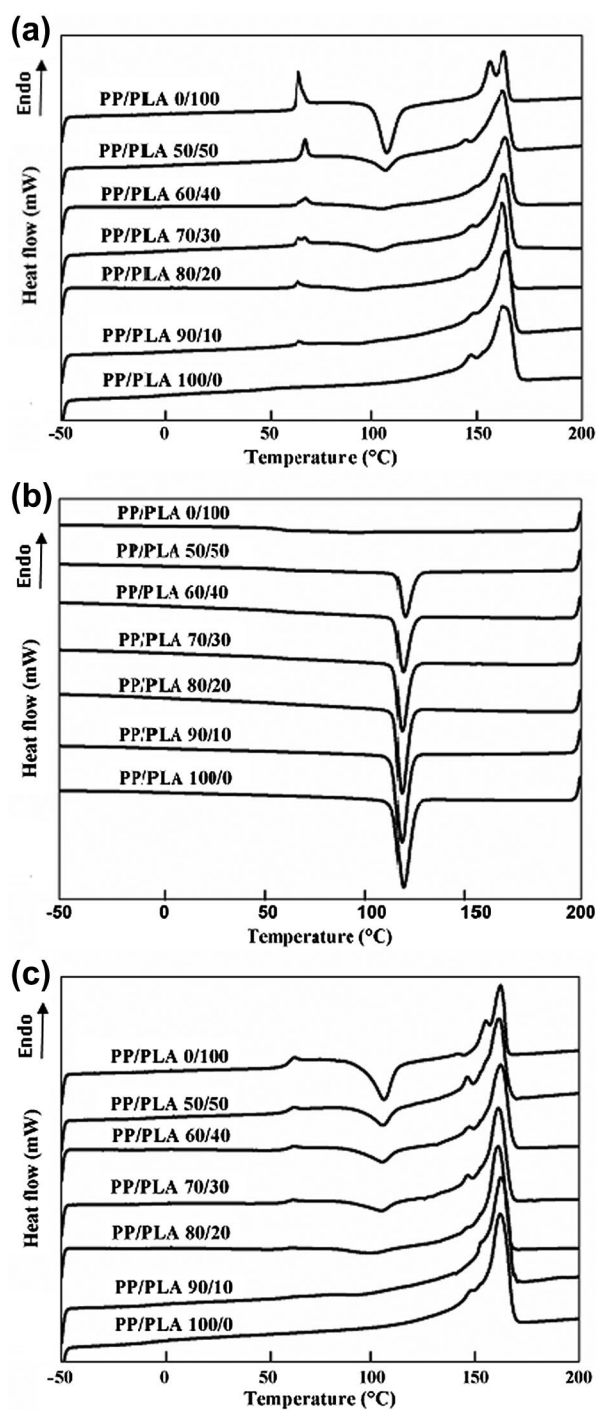 (a)
Endo
Heat flow (mW)
PP/PLA 0/100
PP/PLA 50/50
PP/PLA 60/40
PP/PLA 70/30
PP/PLA 80/20
PP/PLA 90/10
PP/PLA 100/0
-50 0 50 100 150 200
Temperature (°C)
(b)
Endo
Heat flow (mW)
PP/PLA 0/100
PP/PLA 50/50
PP/PLA 60/40
PP/PLA 70/30
PP/PLA 80/20
PP/PLA 90/10
PP/PLA 100/0
-50 0 50 100 150 200
Temperature (°C)
(c)
Endo
Heat flow (mW)
PP/PLA 0/100
PP/PLA 50/50
PP/PLA 60/40
PP/PLA 70/30
PP/PLA 80/20
PP/PLA 90/10
PP/PLA 100/0
-50 0 50 100 150 200
Temperature (°C)